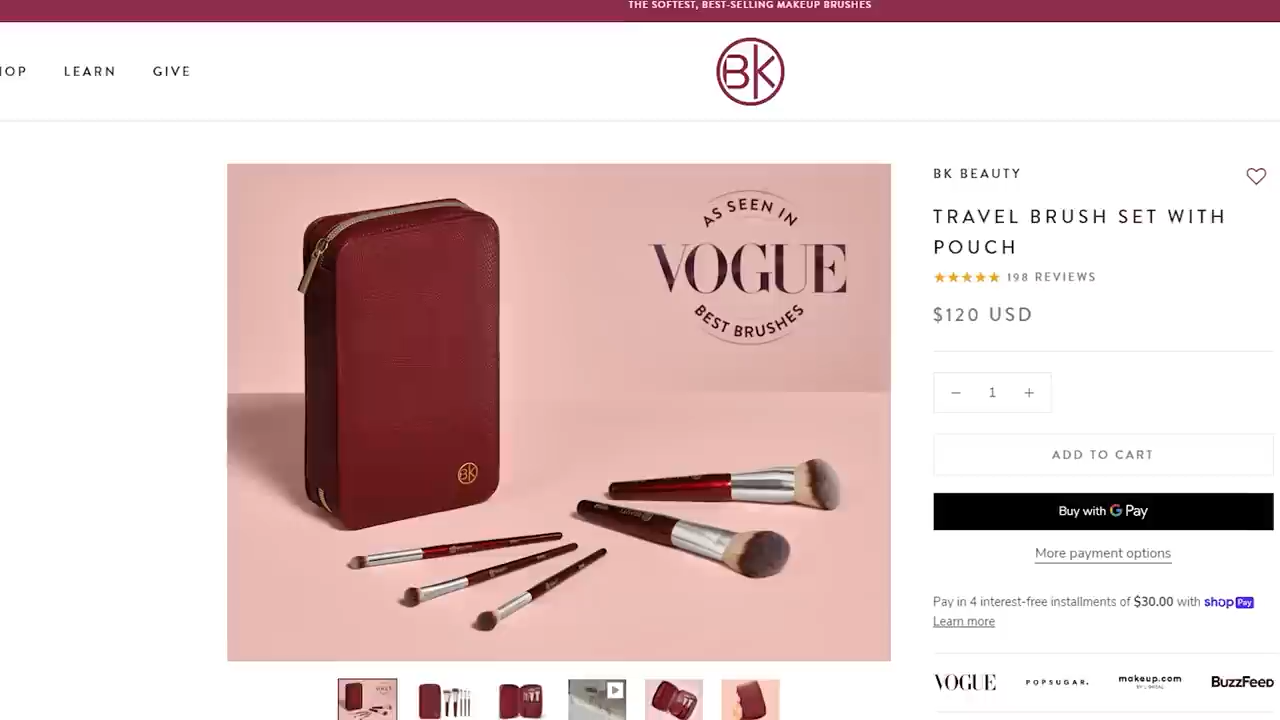 THE SOFTEST, BEST-SELLING MAKEUP BRUSHES
HOP LEARN GIVE
BK
AS SEEN IN
VOGUE
BEST BRUSHES
BK
BK BEAUTY
TRAVEL BRUSH SET WITH
POUCH
198 REVIEWS
$120 USD
− 1 +
ADD TO CART
Buy with G Pay
More payment options
Pay in 4 interest-free installments of $30.00 with shop Pay
Learn more
VOGUE POPSUGAR. makeup.com BuzzFeed